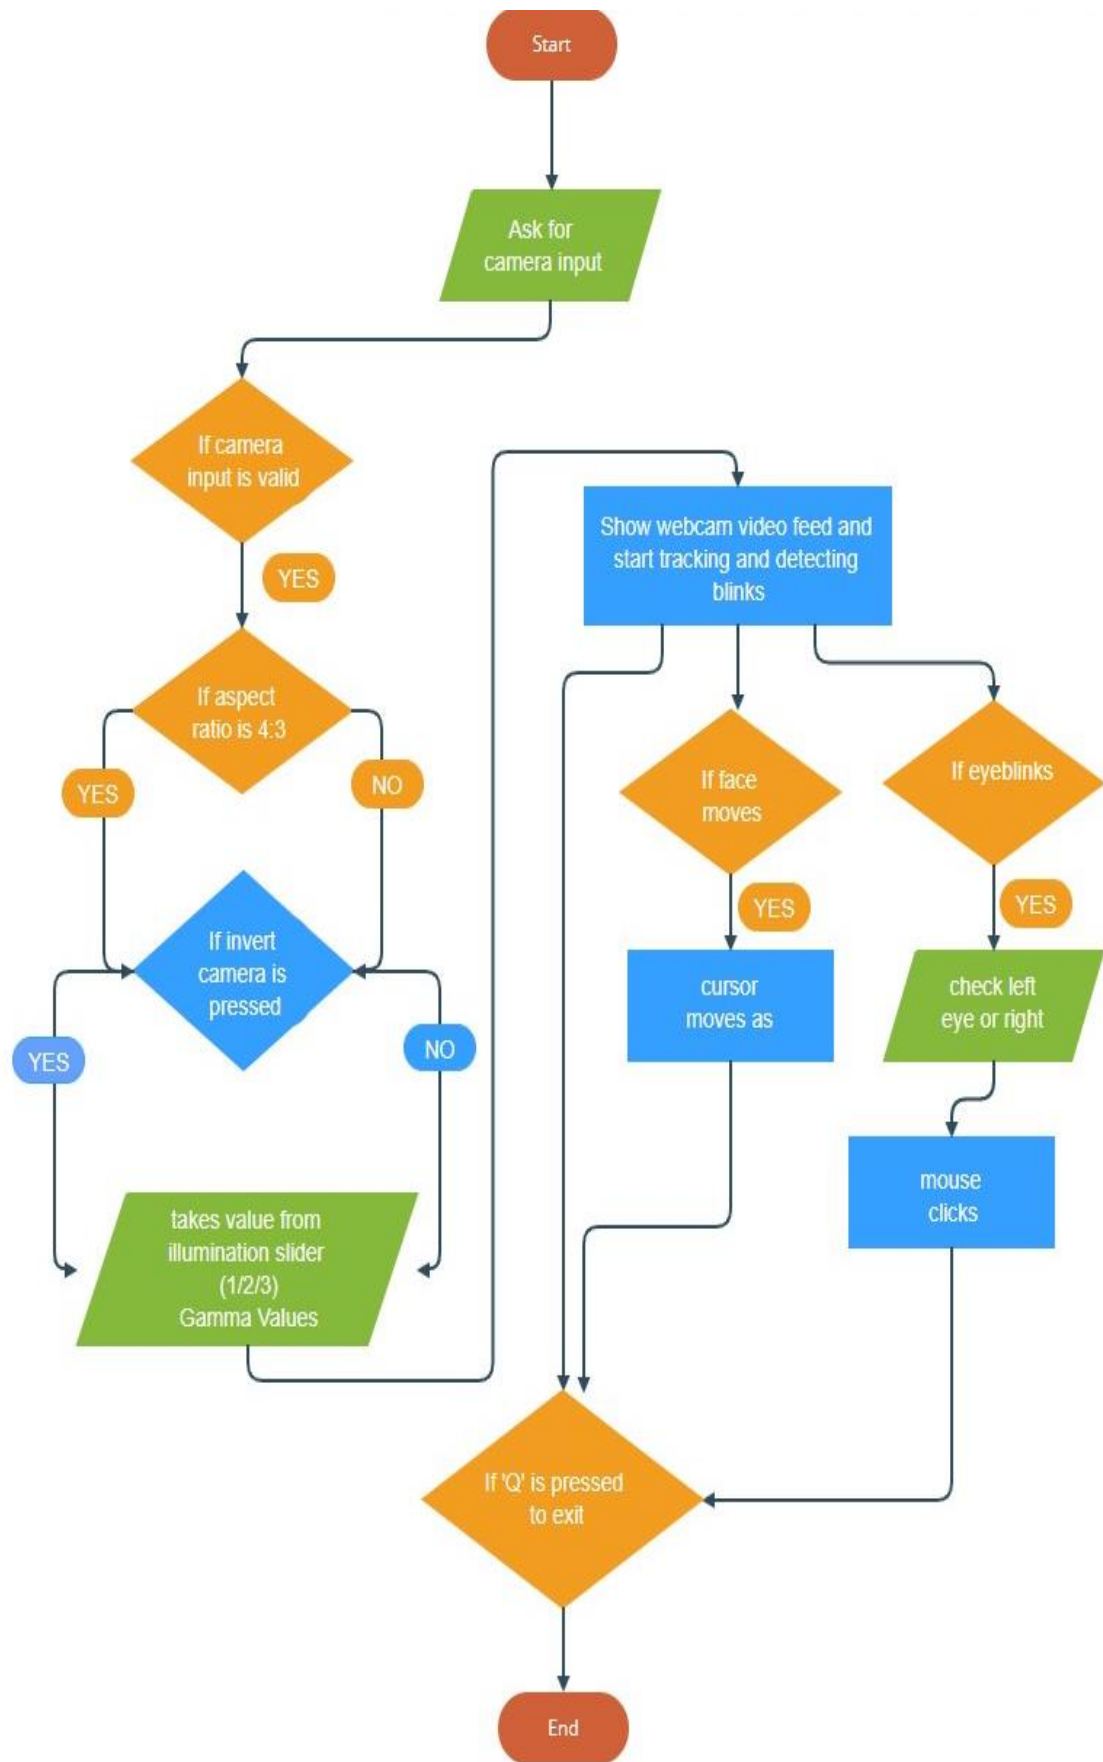 Start
Ask for
camera input
If camera
input is valid
YES
If aspect
ratio is 4:3
YES
NO
If invert
camera is
pressed
YES
NO
takes value from
illumination slider
(1/2/3)
Gamma Values
Show webcam video feed and
start tracking and detecting
blinks
If face
moves
YES
cursor
moves as
If eyeblinks
YES
check left
eye or right
mouse
clicks
If 'Q' is pressed
to exit
End